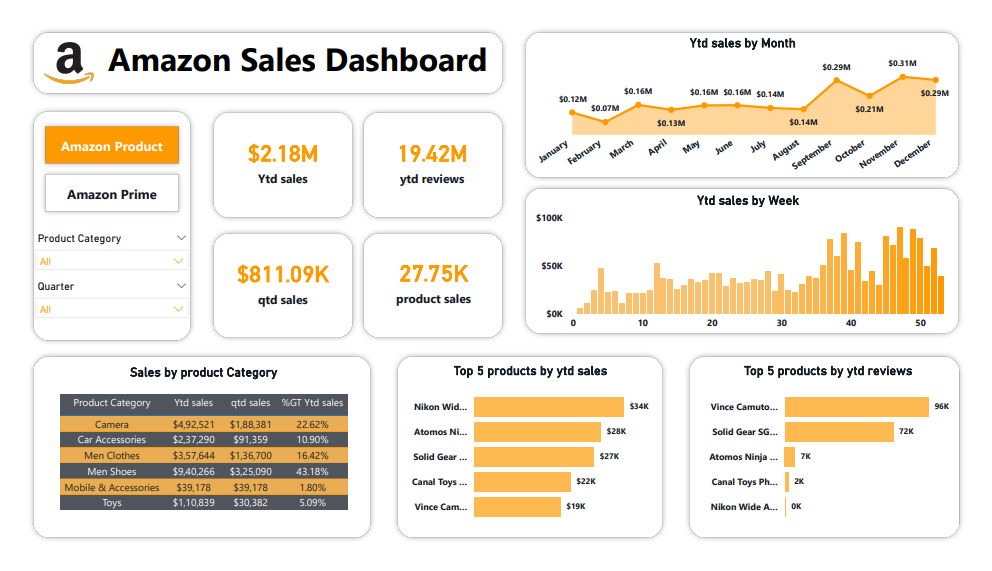 a
Amazon Sales Dashboard
Amazon Product
Amazon Prime
Product Category
All
Quarter
All
$2.18M
Ytd sales
19.42M
ytd reviews
$811.09K
qtd sales
27.75K
product sales
Ytd sales by Month
$0.12M
$0.07M
$0.16M
$0.13M
$0.16M
$0.16M
$0.14M
$0.14M
$0.29M
$0.21M
$0.31M
$0.29M
January
February
March
April
May
June
July
August
September
October
November
December
Ytd sales by Week
$100K
$50K
$0K
0 10 20 30 40 50
Sales by product Category
Product Category Ytd sales qtd sales %GT Ytd sales
Camera $4,92,521 $1,88,381 22.62%
Car Accessories $2,37,290 $91,359 10.90%
Men Clothes $3,57,644 $1,36,700 16.42%
Men Shoes $9,40,266 $3,25,090 43.18%
Mobile & Accessories $39,178 $39,178 1.80%
Toys $1,10,839 $30,382 5.09%
Top 5 products by ytd sales
Nikon Wid... $34K
Atomos Ni... $28K
Solid Gear ... $27K
Canal Toys ... $22K
Vince Cam... $19K
Top 5 products by ytd reviews
Vince Camuto... 96K
Solid Gear SG... 72K
Atomos Ninja ... 7K
Canal Toys Ph... 2K
Nikon Wide A... 0K